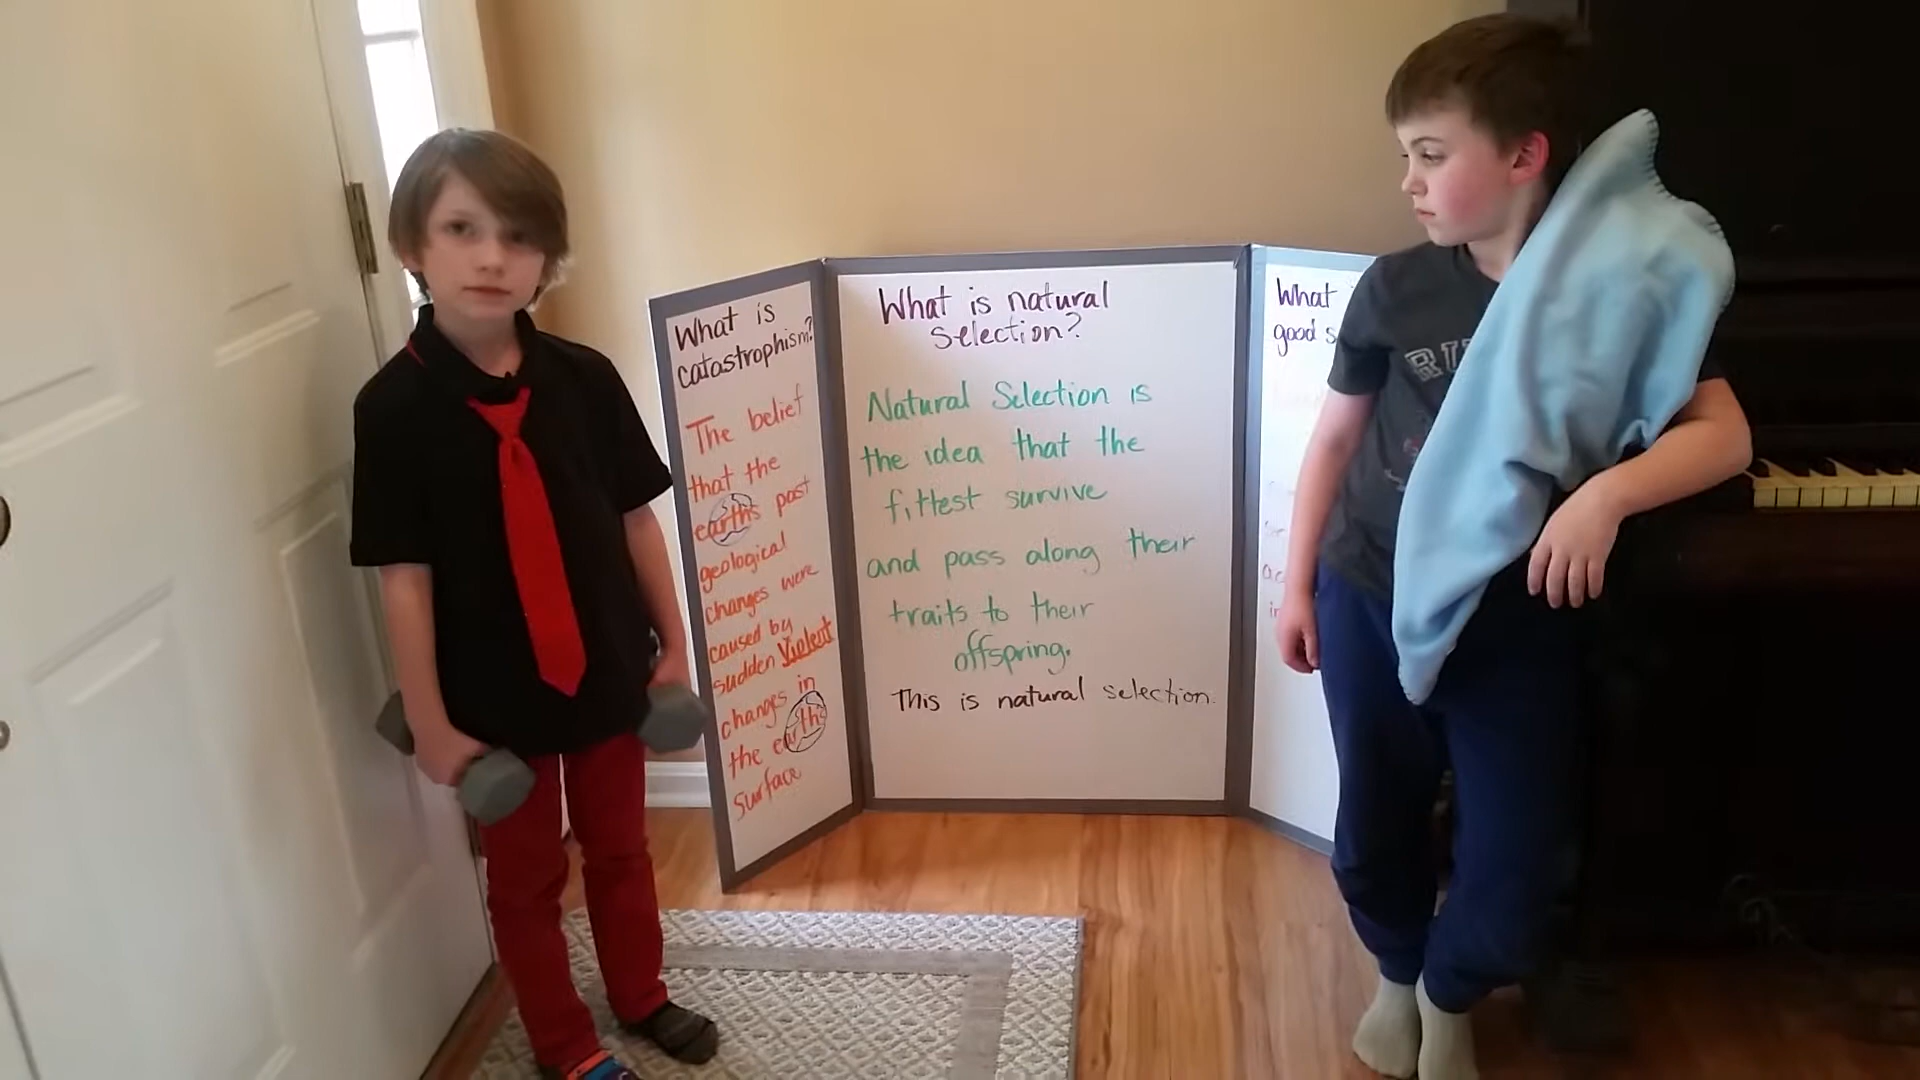 What is
catastrophism?
The belief
that the
earths past
geological
changes were
caused by
sudden Violent
changes in
the earths
surface
What is natural
selection?
Natural Selection is
the idea that the
fittest survive
and pass along their
traits to their
offspring.
This is natural selection.
What
good s
RU